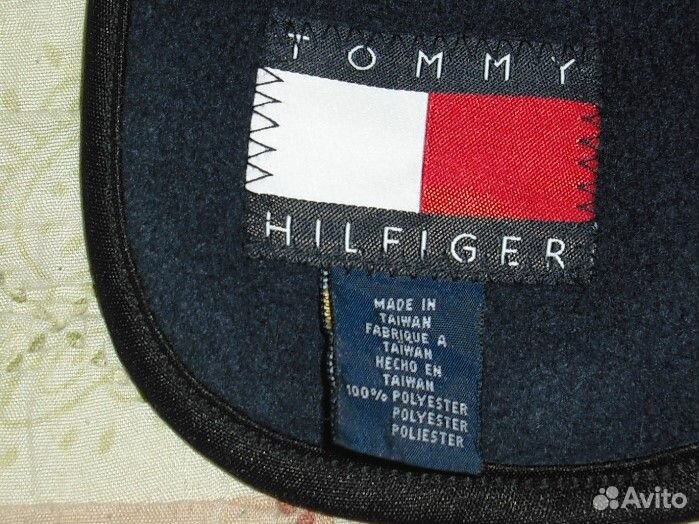 TOMMY
HILFIGER
MADE IN
TAIWAN
FABRIQUE A
TAIWAN
HECHO EN
TAIWAN
100% POLYESTER
POLYESTER
POLIESTER
Avito